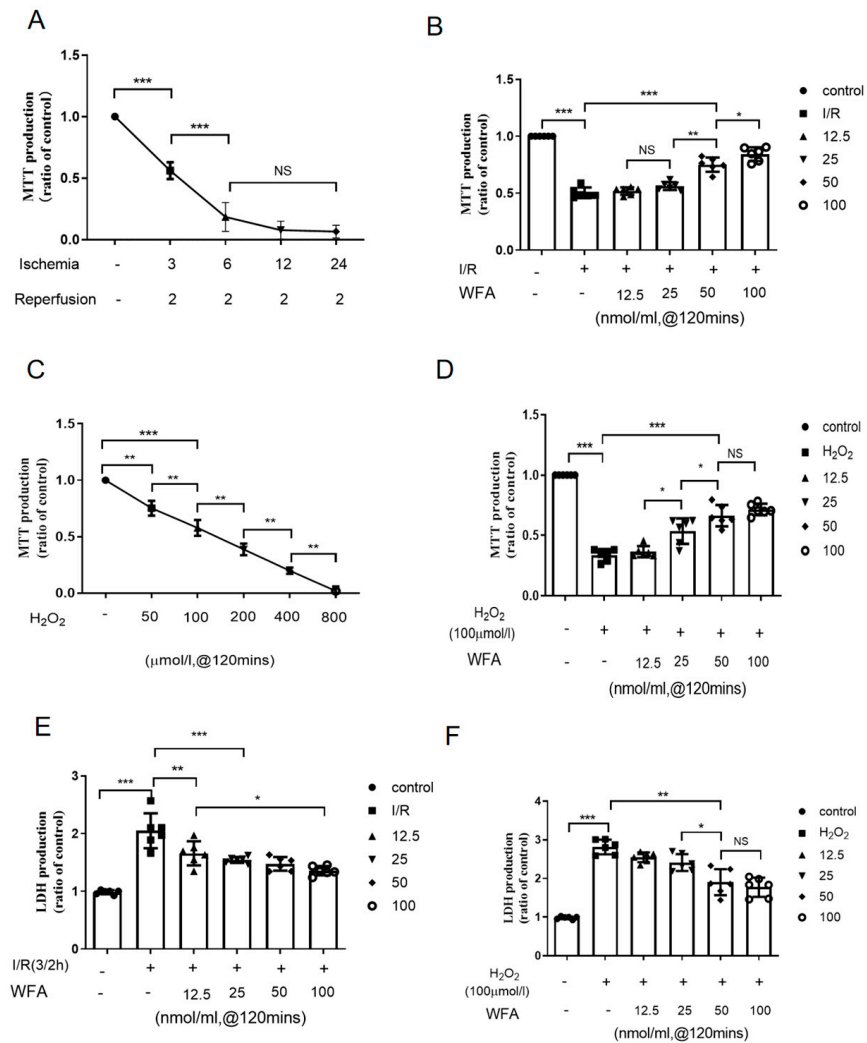 A
MTT production
(ratio of control)
1.5
1.0
0.5
0.0
***
***
NS
Ischemia - 3 6 12 24
Reperfusion - 2 2 2 2
B
MTT production
(ratio of control)
1.5
1.0
0.5
0.0
***
***
NS
**
*
control
I/R
12.5
25
50
100
I/R - + + + + +
WFA - - 12.5 25 50 100
(nmol/ml,@120mins)
C
MTT production
(ratio of control)
1.5
1.0
0.5
0.0
***
**
**
**
**
**
H₂O₂ - 50 100 200 400 800
(μmol/l,@120mins)
D
MTT production
(ratio of control)
1.5
1.0
0.5
0.0
***
***
*
*
NS
control
H₂O₂
12.5
25
50
100
H₂O₂
(100μmol/l) - + + + + +
WFA - - 12.5 25 50 100
(nmol/ml,@120mins)
E
LDH production
(ratio of control)
3
2
1
0
***
***
**
*
control
I/R
12.5
25
50
100
I/R(3/2h) - + + + + +
WFA - - 12.5 25 50 100
(nmol/ml,@120mins)
F
LDH production
(ratio of control)
4
3
2
1
0
***
**
*
NS
control
H₂O₂
12.5
25
50
100
H₂O₂
(100μmol/l) - + + + + +
WFA - - 12.5 25 50 100
(nmol/ml,@120mins)